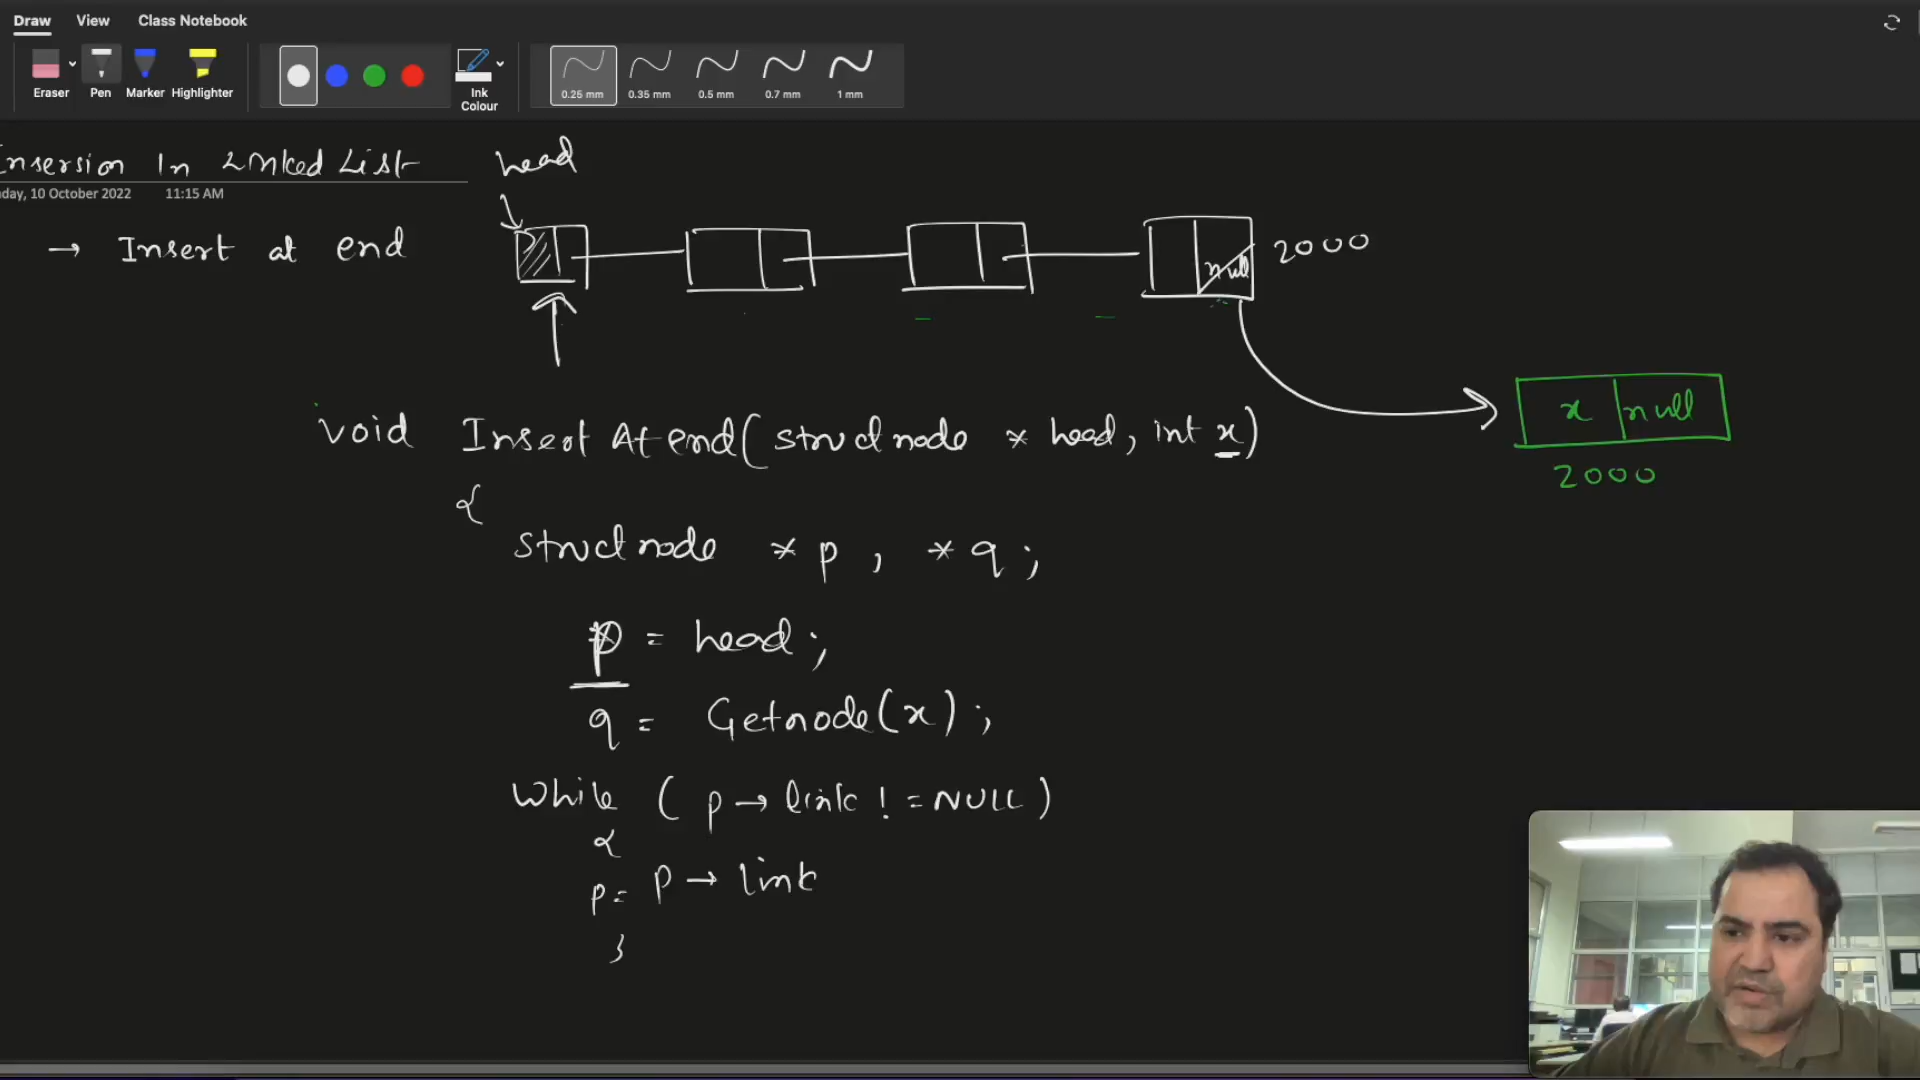 Draw View Class Notebook
Eraser Pen Marker Highlighter Ink Colour 0.25 mm 0.35 mm 0.5 mm 0.7 mm 1 mm
Insersion In Linked List
day, 10 October 2022 11:15 AM
head
→ Insert at end
null 2000
x null
2000
void Insert At end( struct node * head, int x)
{
struct node * p , * q ;
p = head ;
q = Getnode(x) ;
While ( p → link ! = NULL )
{
p = p → link
}